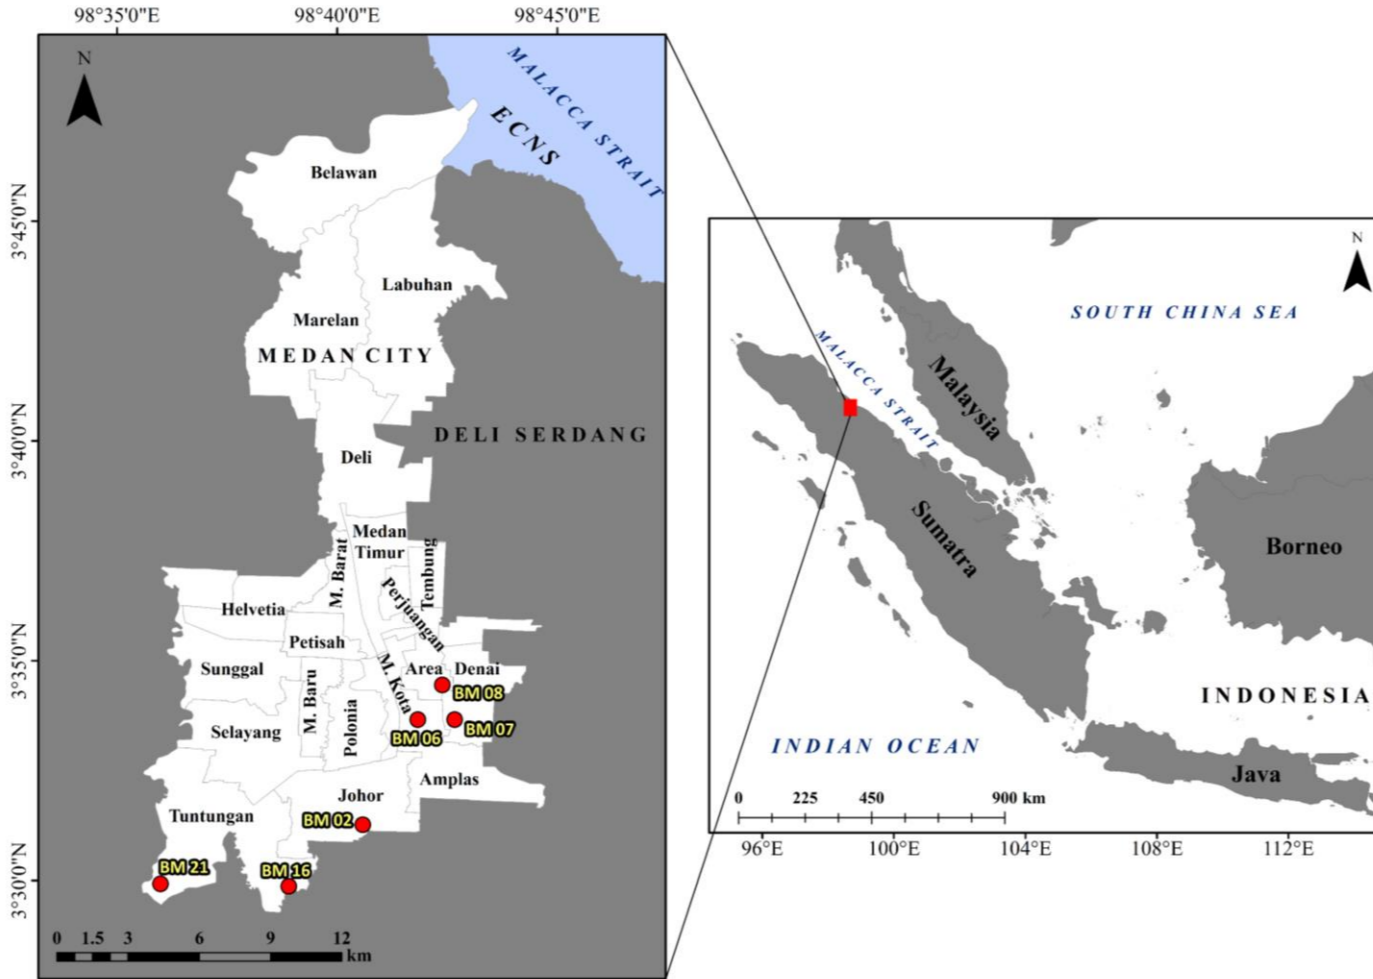 98°35'0"E
98°40'0"E
98°45'0"E
N
MALACCA STRAIT
ECNS
Belawan
3°45'0"N
Labuhan
Marelan
MEDAN CITY
3°40'0"N
DELI SERDANG
Deli
Medan
Timur
M. Barat
Tembung
Perjuangan
Helvetia
Petisah
3°35'0"N
Sunggal
M. Baru
Polonia
M. Kota
Area
Denai
BM 08
BM 06
BM 07
Selayang
Amplas
Johor
Tuntungan
BM 02
BM 21
BM 16
3°30'0"N
0 1.5 3 6 9 12
km
N
SOUTH CHINA SEA
MALACCA STRAIT
Malaysia
Sumatra
Borneo
INDONESIA
INDIAN OCEAN
Java
0 225 450 900 km
96°E
100°E
104°E
108°E
112°E